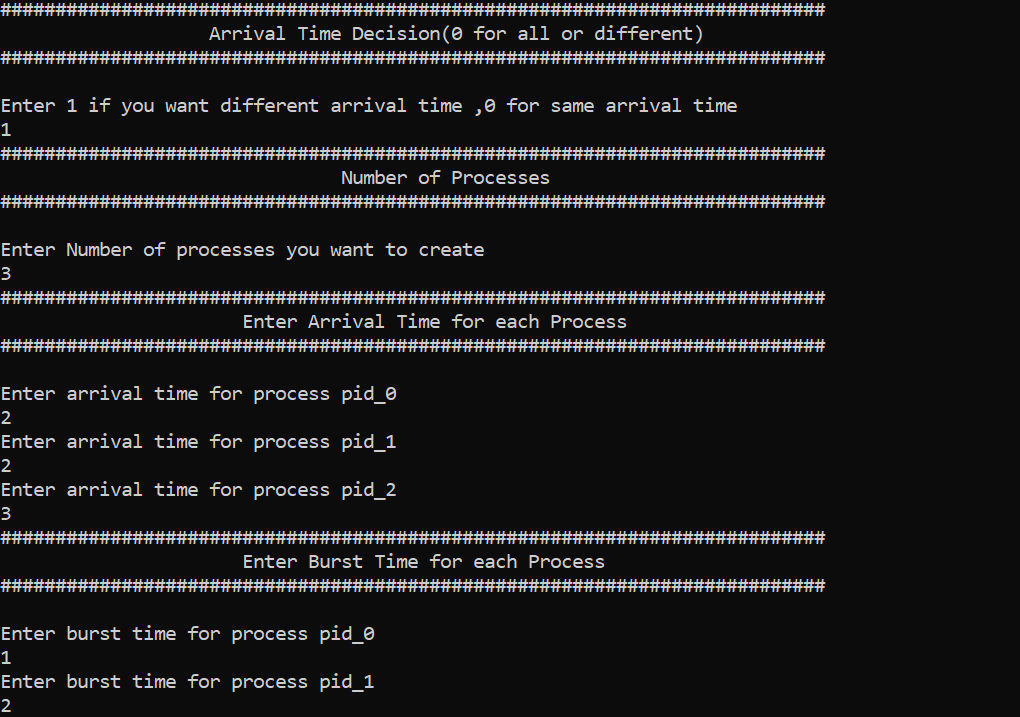 ###########################################################################
Arrival Time Decision(0 for all or different)
###########################################################################
Enter 1 if you want different arrival time ,0 for same arrival time
1
###########################################################################
Number of Processes
###########################################################################
Enter Number of processes you want to create
3
###########################################################################
Enter Arrival Time for each Process
###########################################################################
Enter arrival time for process pid_0
2
Enter arrival time for process pid_1
2
Enter arrival time for process pid_2
3
###########################################################################
Enter Burst Time for each Process
###########################################################################
Enter burst time for process pid_0
1
Enter burst time for process pid_1
2